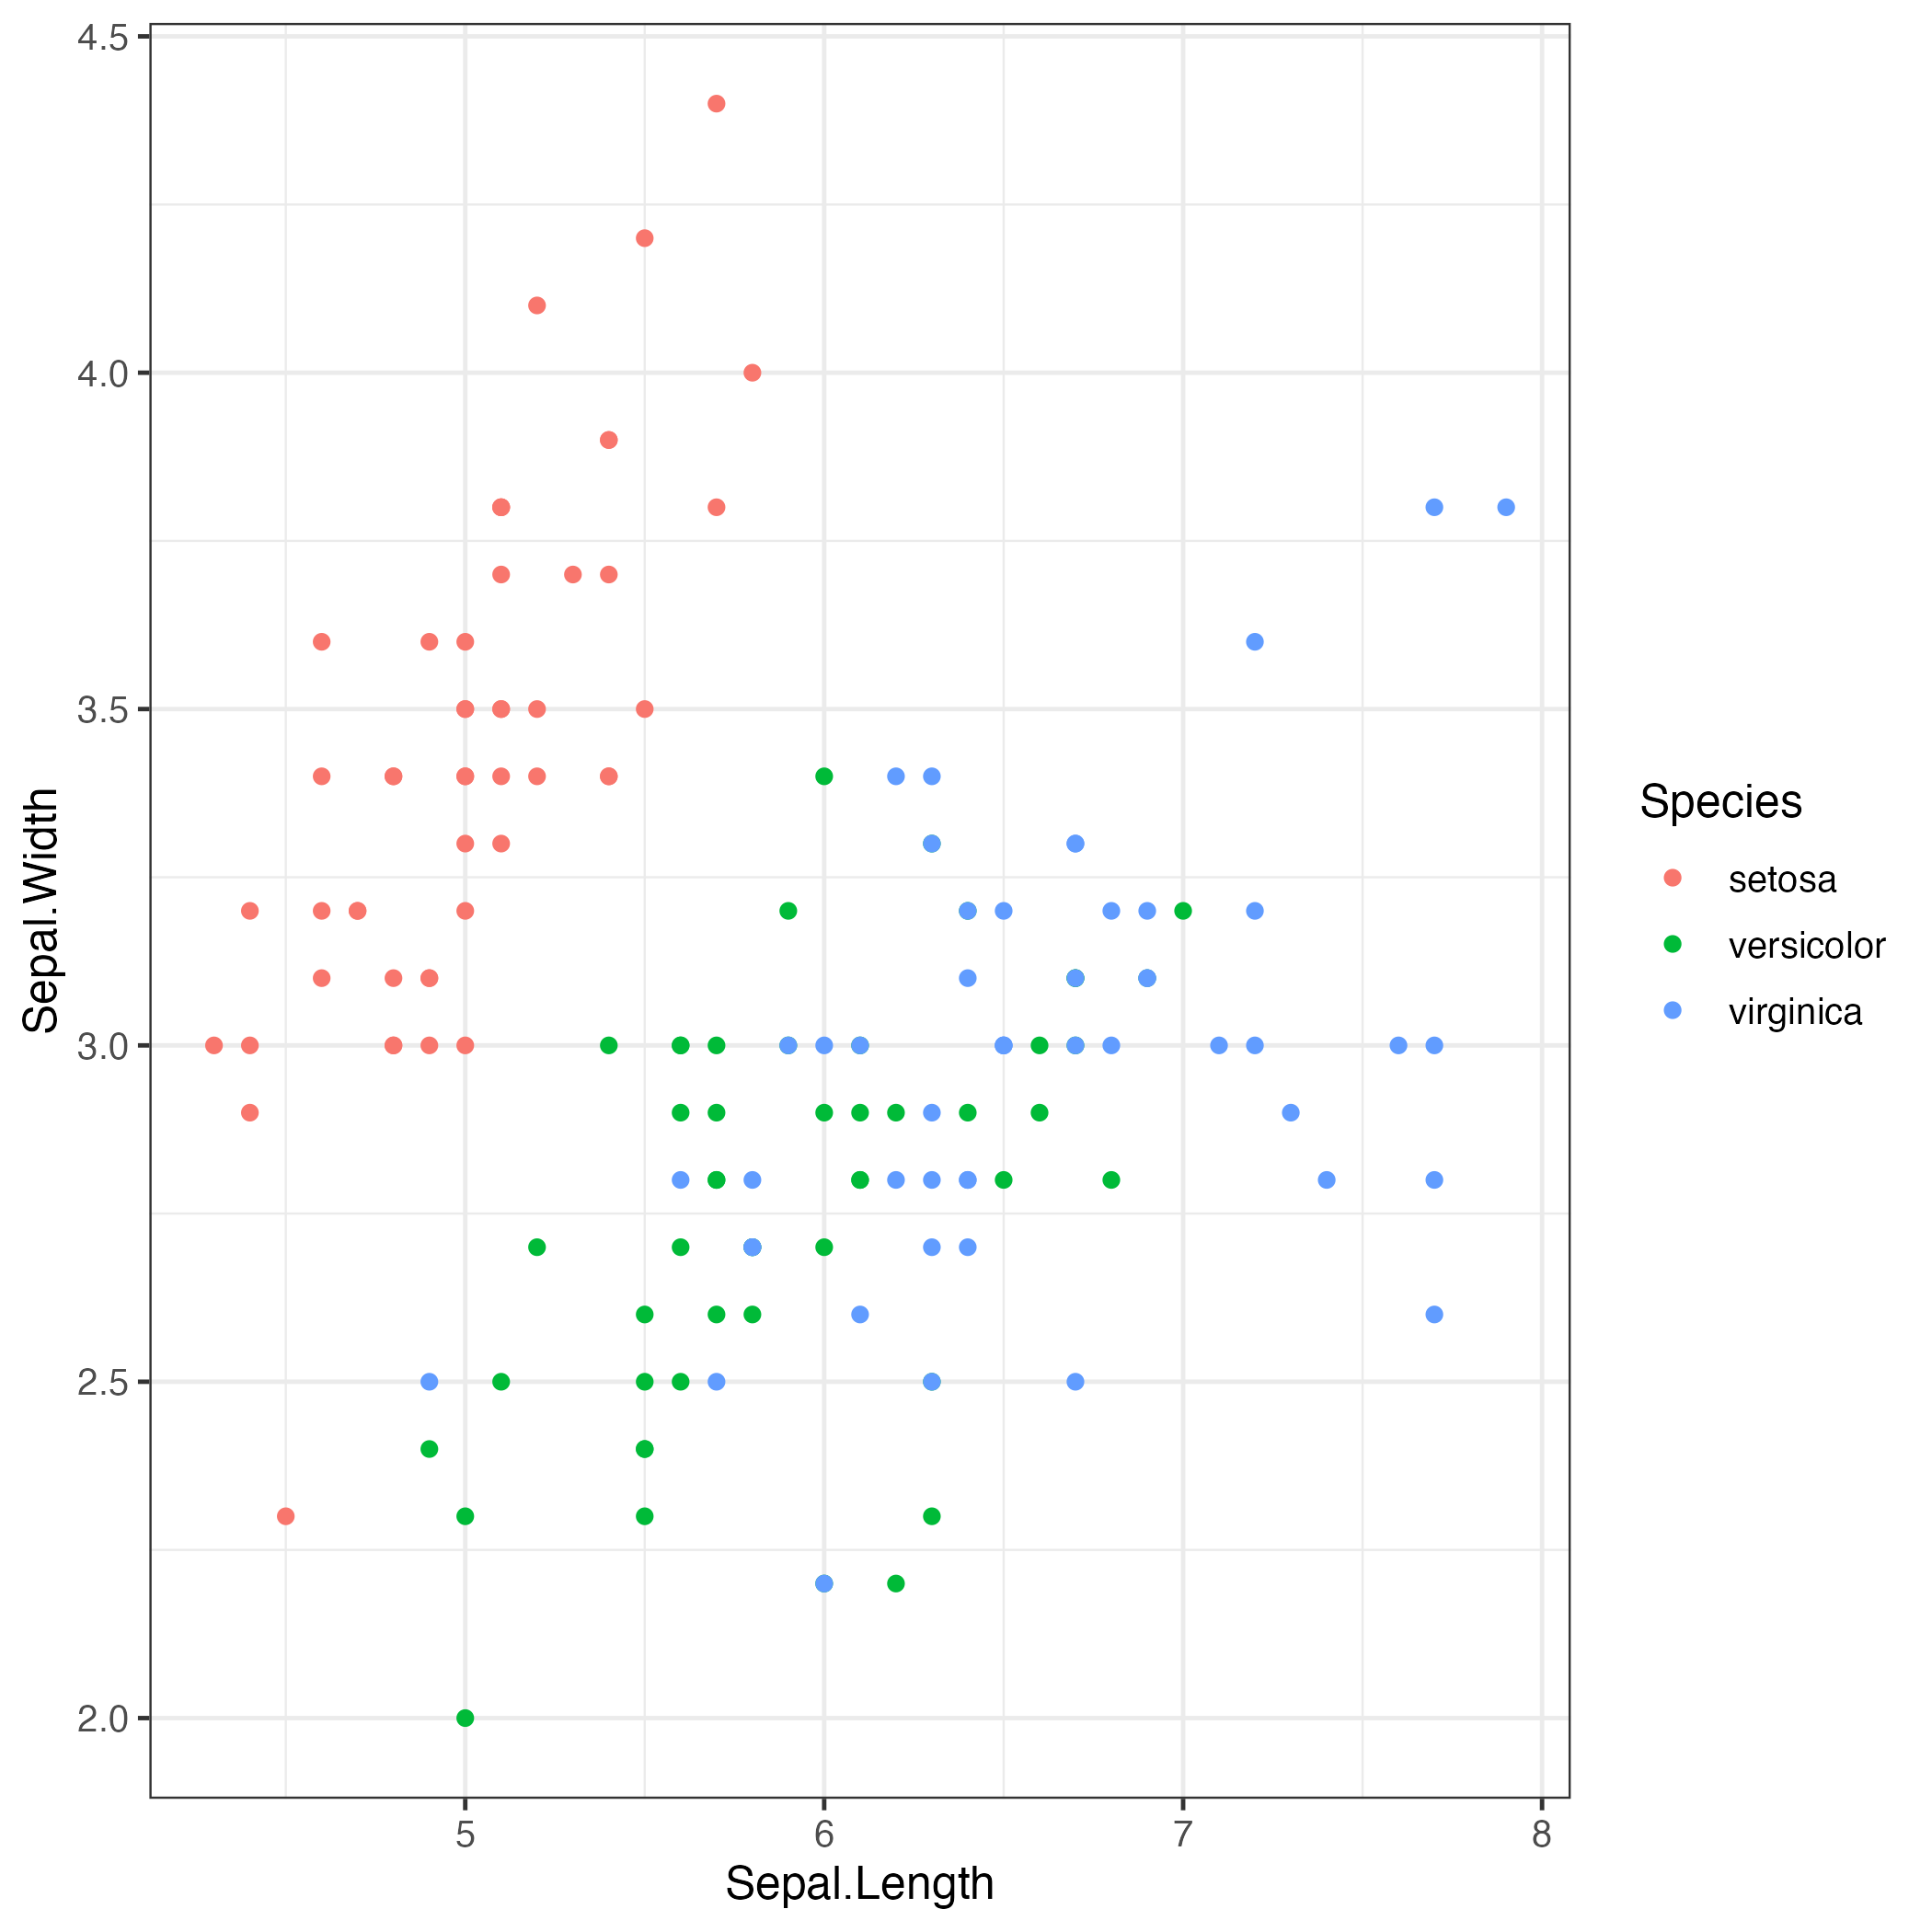 4.5
4.0
3.5
3.0
2.5
2.0
Sepal.Width
5 6 7 8
Sepal.Length
Species
setosa
versicolor
virginica